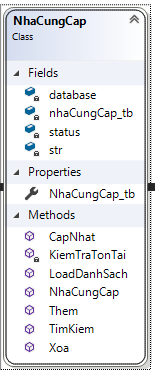 NhaCungCap
Class
Fields
database
nhaCungCap_tb
status
str
Properties
NhaCungCap_tb
Methods
CapNhat
KiemTraTonTai
LoadDanhSach
NhaCungCap
Them
TimKiem
Xoa